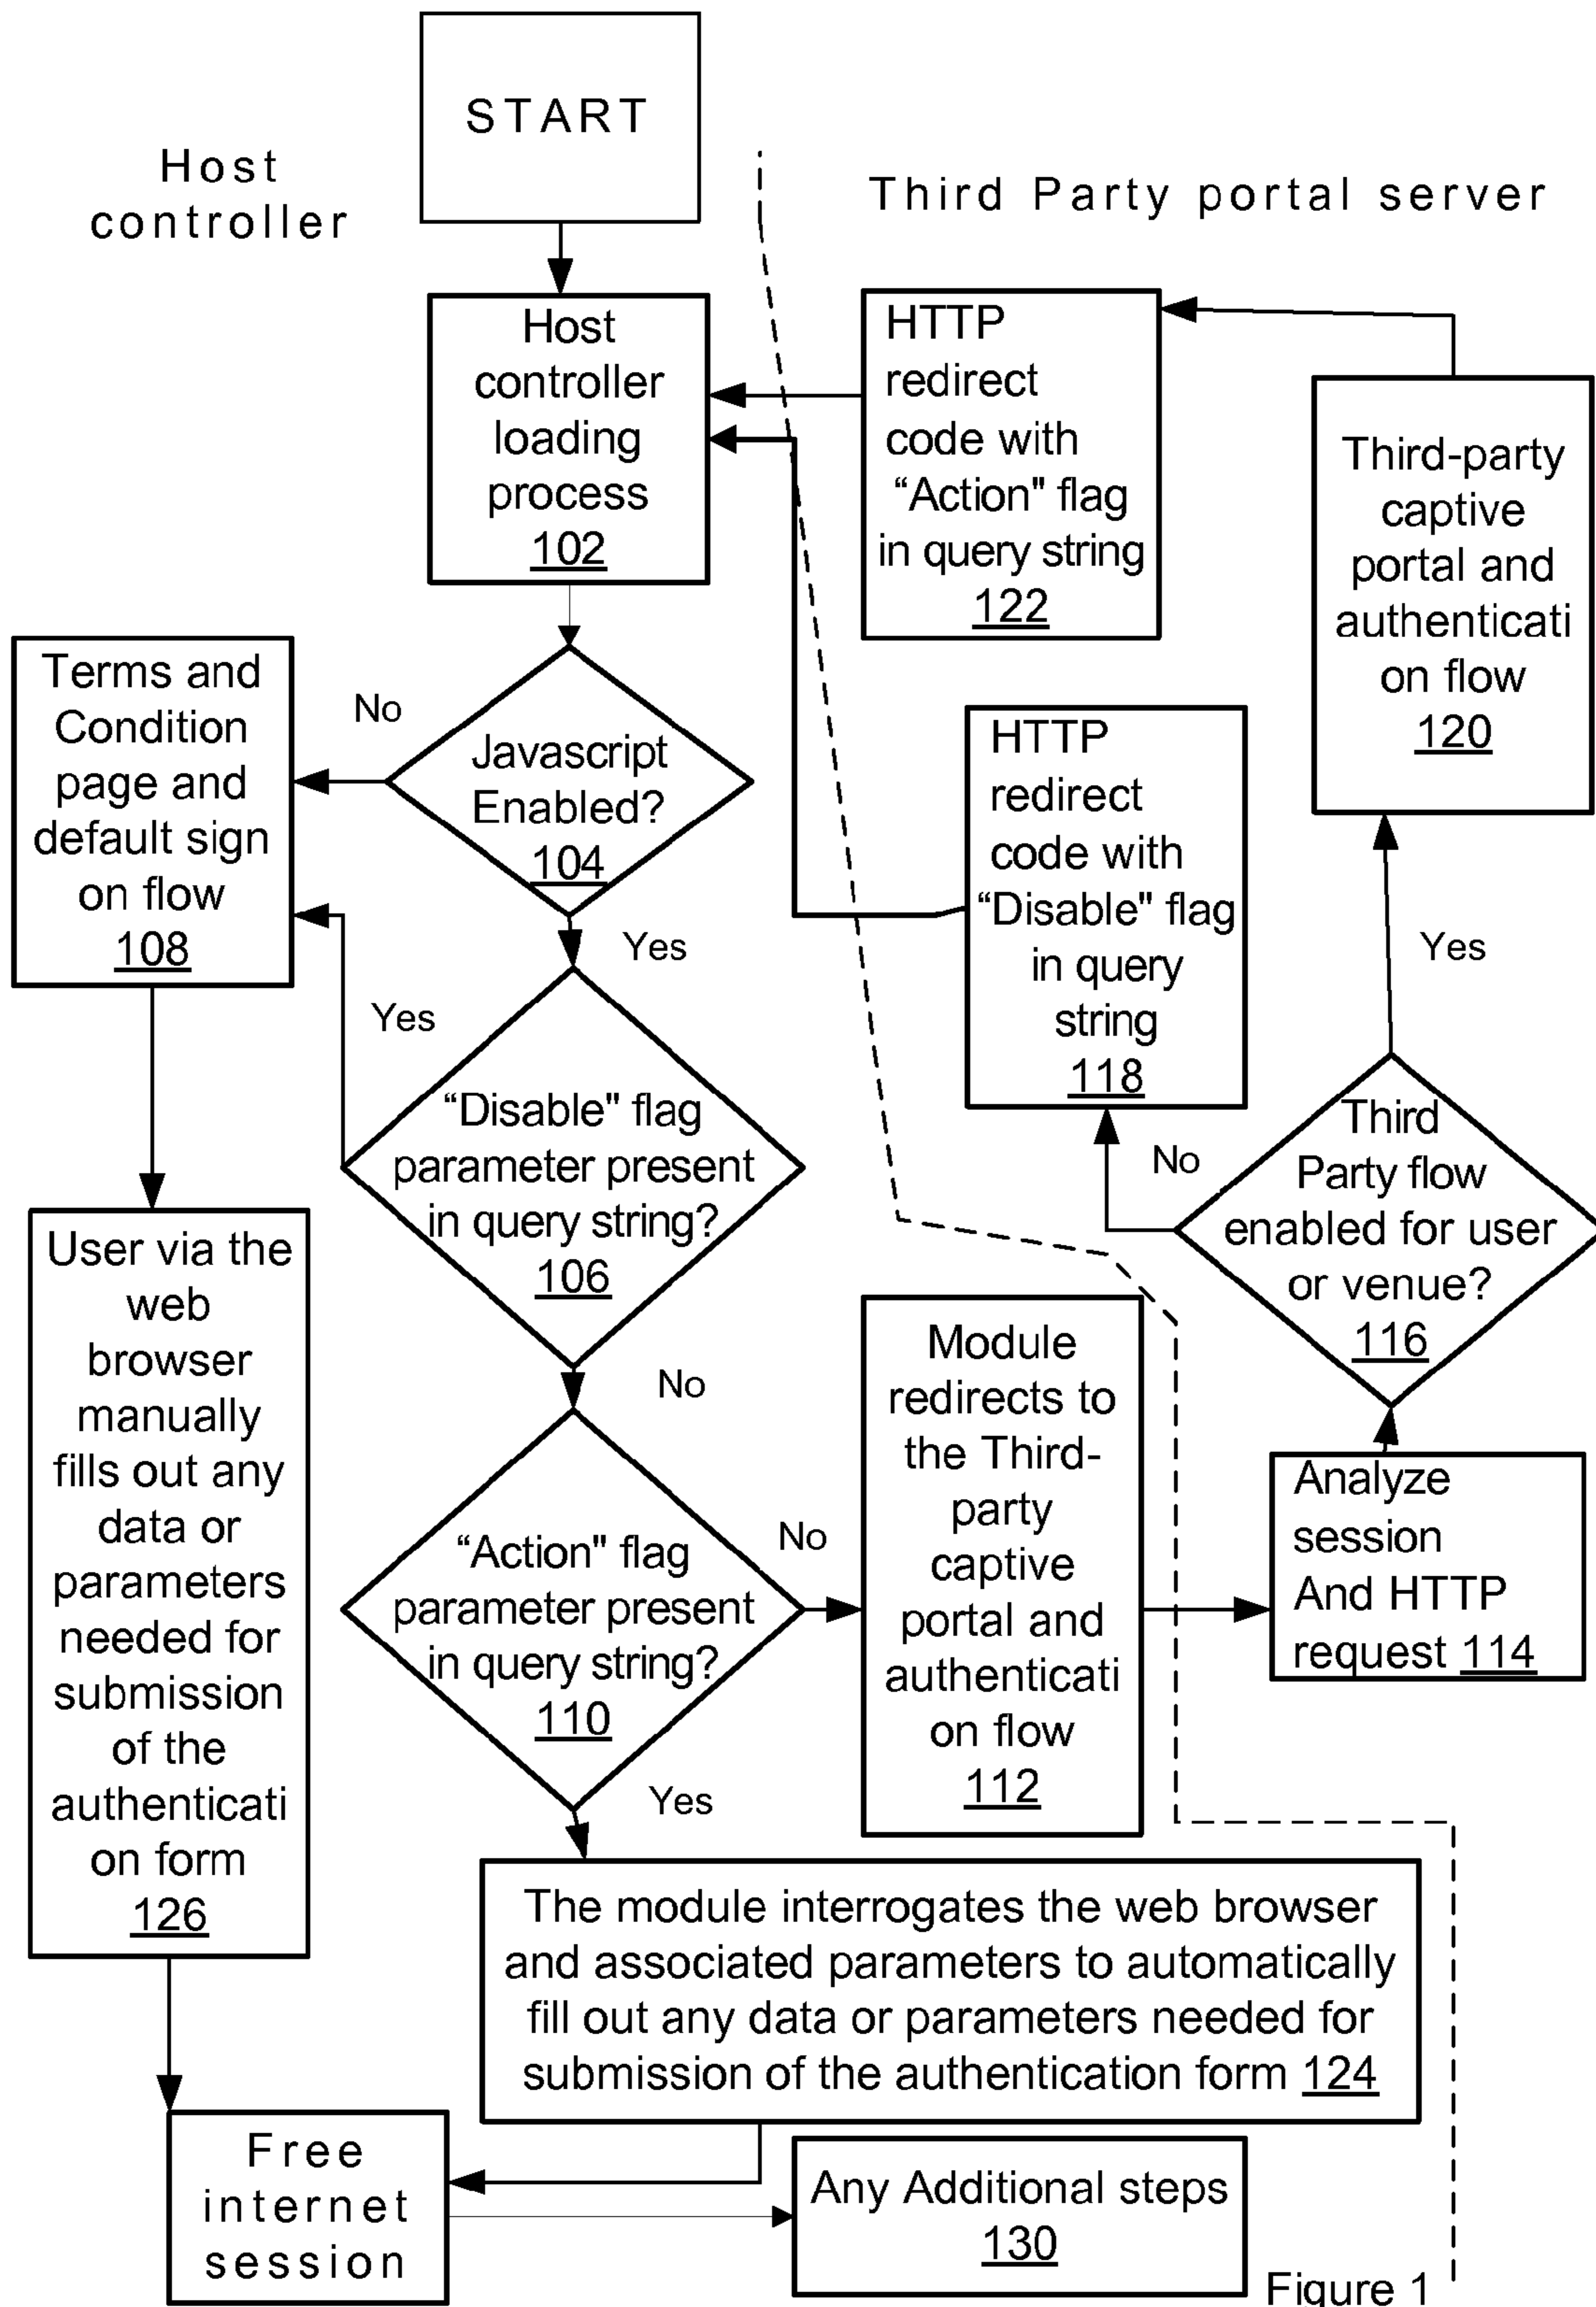 START
Host
controller
Third Party portal server
Host
controller
loading
process
102
HTTP
redirect
code with
“Action" flag
in query string
122
Third-party
captive
portal and
authenticati
on flow
120
Terms and
Condition
page and
default sign
on flow
108
No
Javascript
Enabled?
104
Yes
HTTP
redirect
code with
“Disable" flag
in query
string
118
Yes
Yes
“Disable" flag
parameter present
in query string?
106
No
No
Third
Party flow
enabled for user
or venue?
116
User via the
web
browser
manually
fills out any
data or
parameters
needed for
submission
of the
authenticati
on form
126
“Action" flag
parameter present
in query string?
110
No
Yes
Module
redirects to
the Third-
party
captive
portal and
authenticati
on flow
112
Analyze
session
And HTTP
request 114
The module interrogates the web browser
and associated parameters to automatically
fill out any data or parameters needed for
submission of the authentication form 124
Free
internet
session
Any Additional steps
130
Figure 1